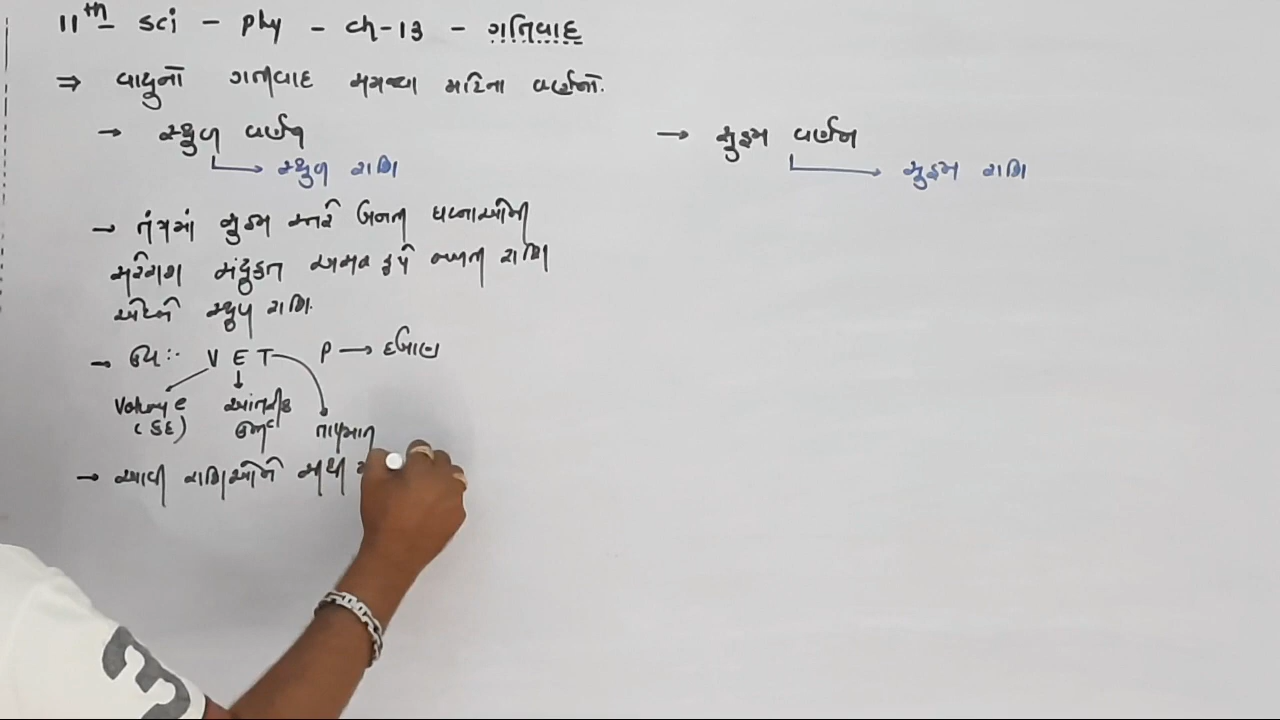 11th sci - phy - ch-13 - ગતિવાદ
⇒ વાયુનો ગતિવાદ સમજવા માટેના વર્ણનો.
→ સ્થુળ વર્ણન
સ્થુળ રાશિ
→ તંત્રમાં સુક્ષ્મ સ્તરે બનતી ઘટનાઓની
સરેરાશ સંયુક્ત અસર રૂપે મળતી રાશિ
એટલે સ્થુળ રાશિ.
→ ઉદા:- V E T P → દબાણ
Volume આંતરીક
(કદ) ઉર્જા તાપમાન
→ આવી રાશિઓને સાથી
→ સુક્ષ્મ વર્ણન
સુક્ષ્મ રાશિ